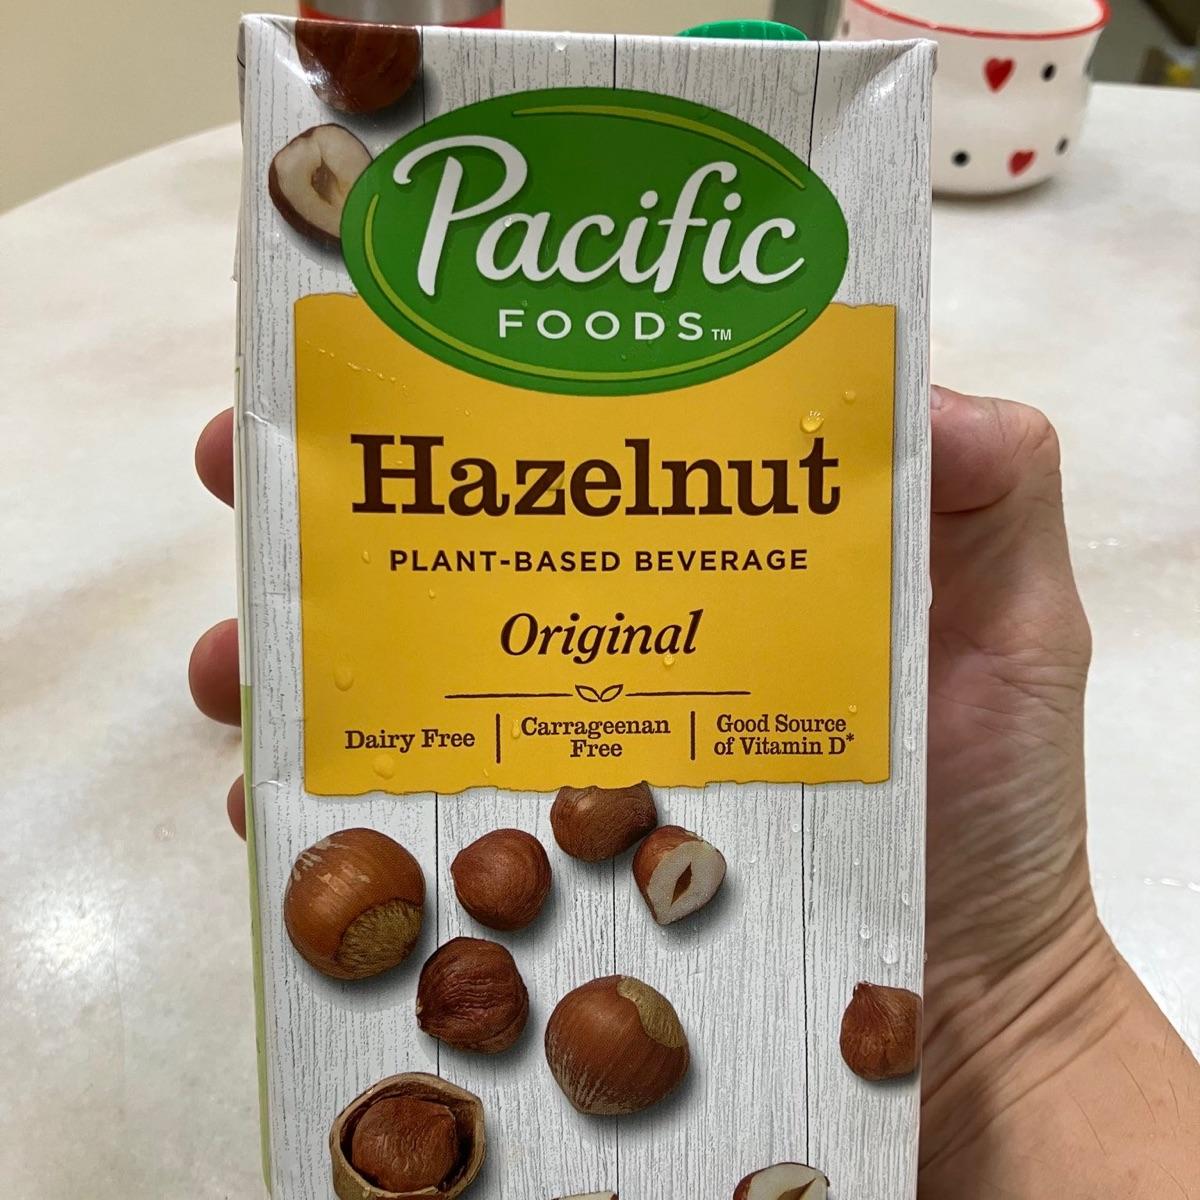 Pacific
FOODS™
Hazelnut
PLANT-BASED BEVERAGE
Original
Dairy Free
Carrageenan
Free
Good Source
of Vitamin D*